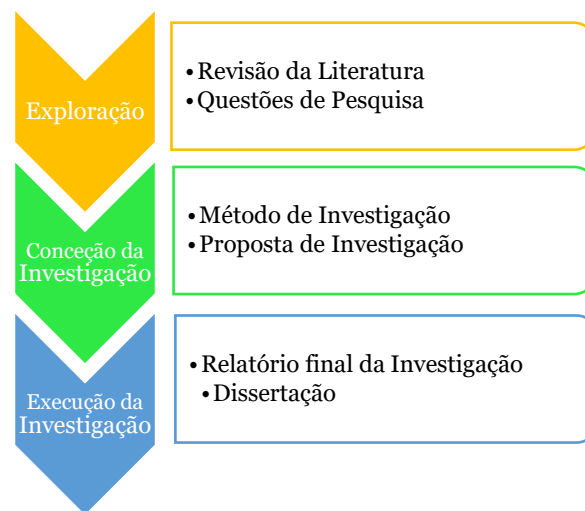 Exploração
• Revisão da Literatura
• Questões de Pesquisa
Conceção da
Investigação
• Método de Investigação
• Proposta de Investigação
Execução da
Investigação
• Relatório final da Investigação
• Dissertação